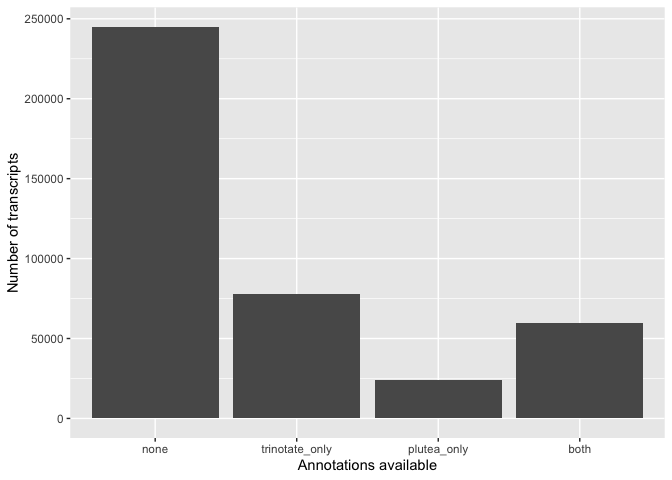 250000
200000
150000
100000
50000
0
Number of transcripts
none trinotate_only plutea_only both
Annotations available